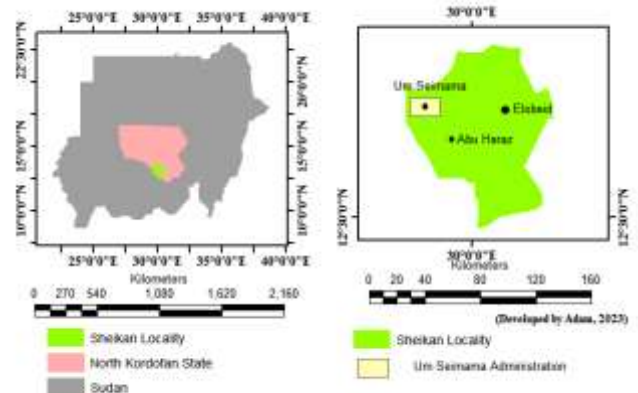 25°0'0"E 30°0'0"E 35°0'0"E 40°0'0"E
22°30'0"N
20°0'0"N
15°0'0"N
15°0'0"N
10°0'0"N
10°0'0"N
25°0'0"E 30°0'0"E 35°0'0"E 40°0'0"E
Kilometers
0 270 540 1,080 1,620 2,160
Sheikan Locality
North Kordofan State
Sudan
30°0'0"E
Um Seimama
Elobeid
Abu Haraz
12°30'0"N
12°30'0"N
30°0'0"E
Kilometers
0 20 40 80 120 160
(Developed by Adam, 2023)
Sheikan Locality
Um Seimama Administration